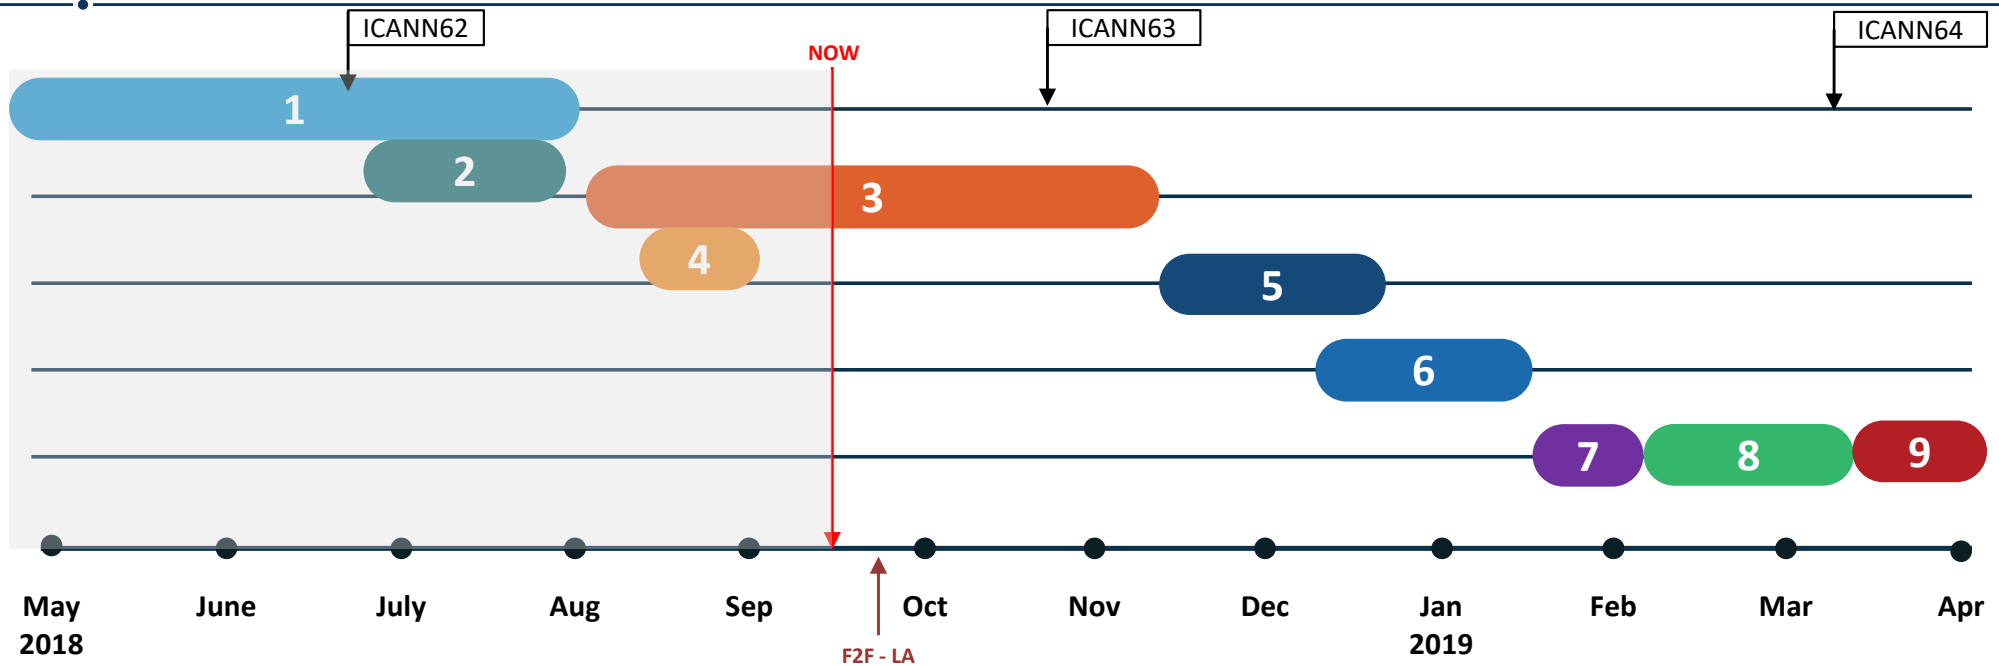 ICANN62
ICANN63
ICANN64
NOW
1
2
3
4
5
6
7
8
9
May
2018
June
July
Aug
Sep
Oct
Nov
Dec
Jan
2019
Feb
Mar
Apr
F2F - LA